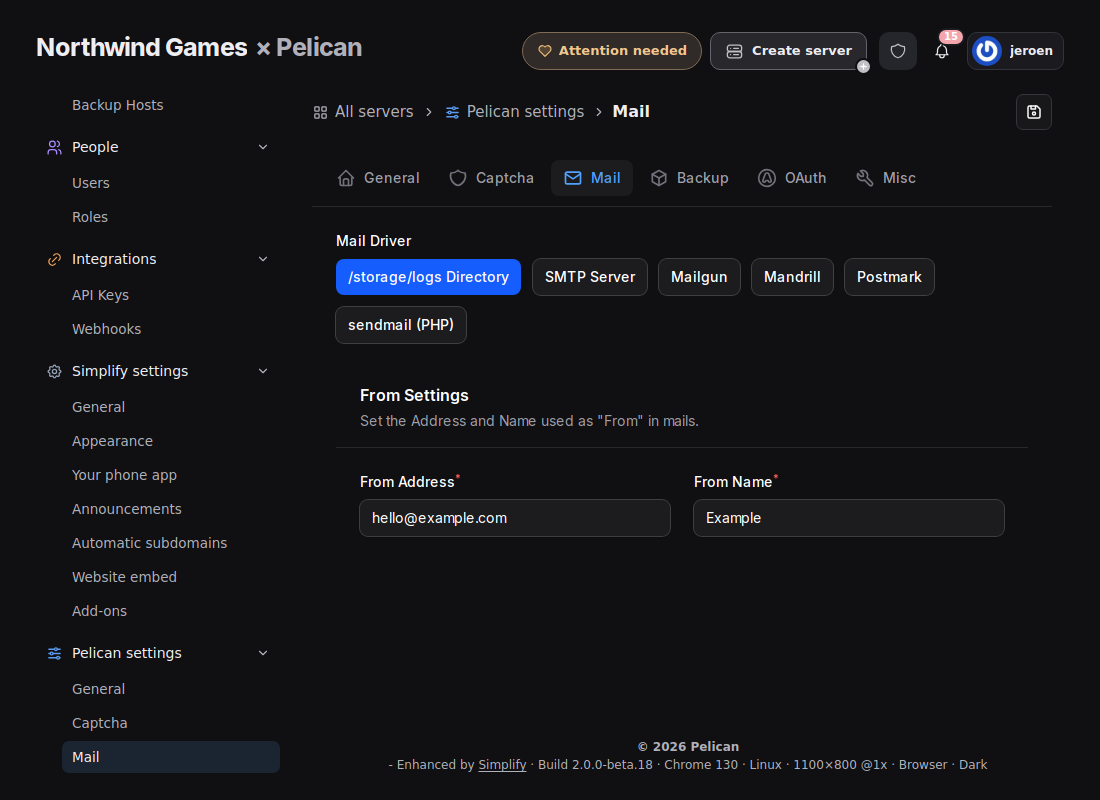 Northwind Games × Pelican
Attention needed
Create server
15
jeroen
Backup Hosts
People
Users
Roles
Integrations
API Keys
Webhooks
Simplify settings
General
Appearance
Your phone app
Announcements
Automatic subdomains
Website embed
Add-ons
Pelican settings
General
Captcha
Mail
All servers > Pelican settings > Mail
General Captcha Mail Backup OAuth Misc
Mail Driver
/storage/logs Directory SMTP Server Mailgun Mandrill Postmark
sendmail (PHP)
From Settings
Set the Address and Name used as "From" in mails.
From Address* From Name*
hello@example.com Example
© 2026 Pelican
- Enhanced by Simplify · Build 2.0.0-beta.18 · Chrome 130 · Linux · 1100×800 @1x · Browser · Dark